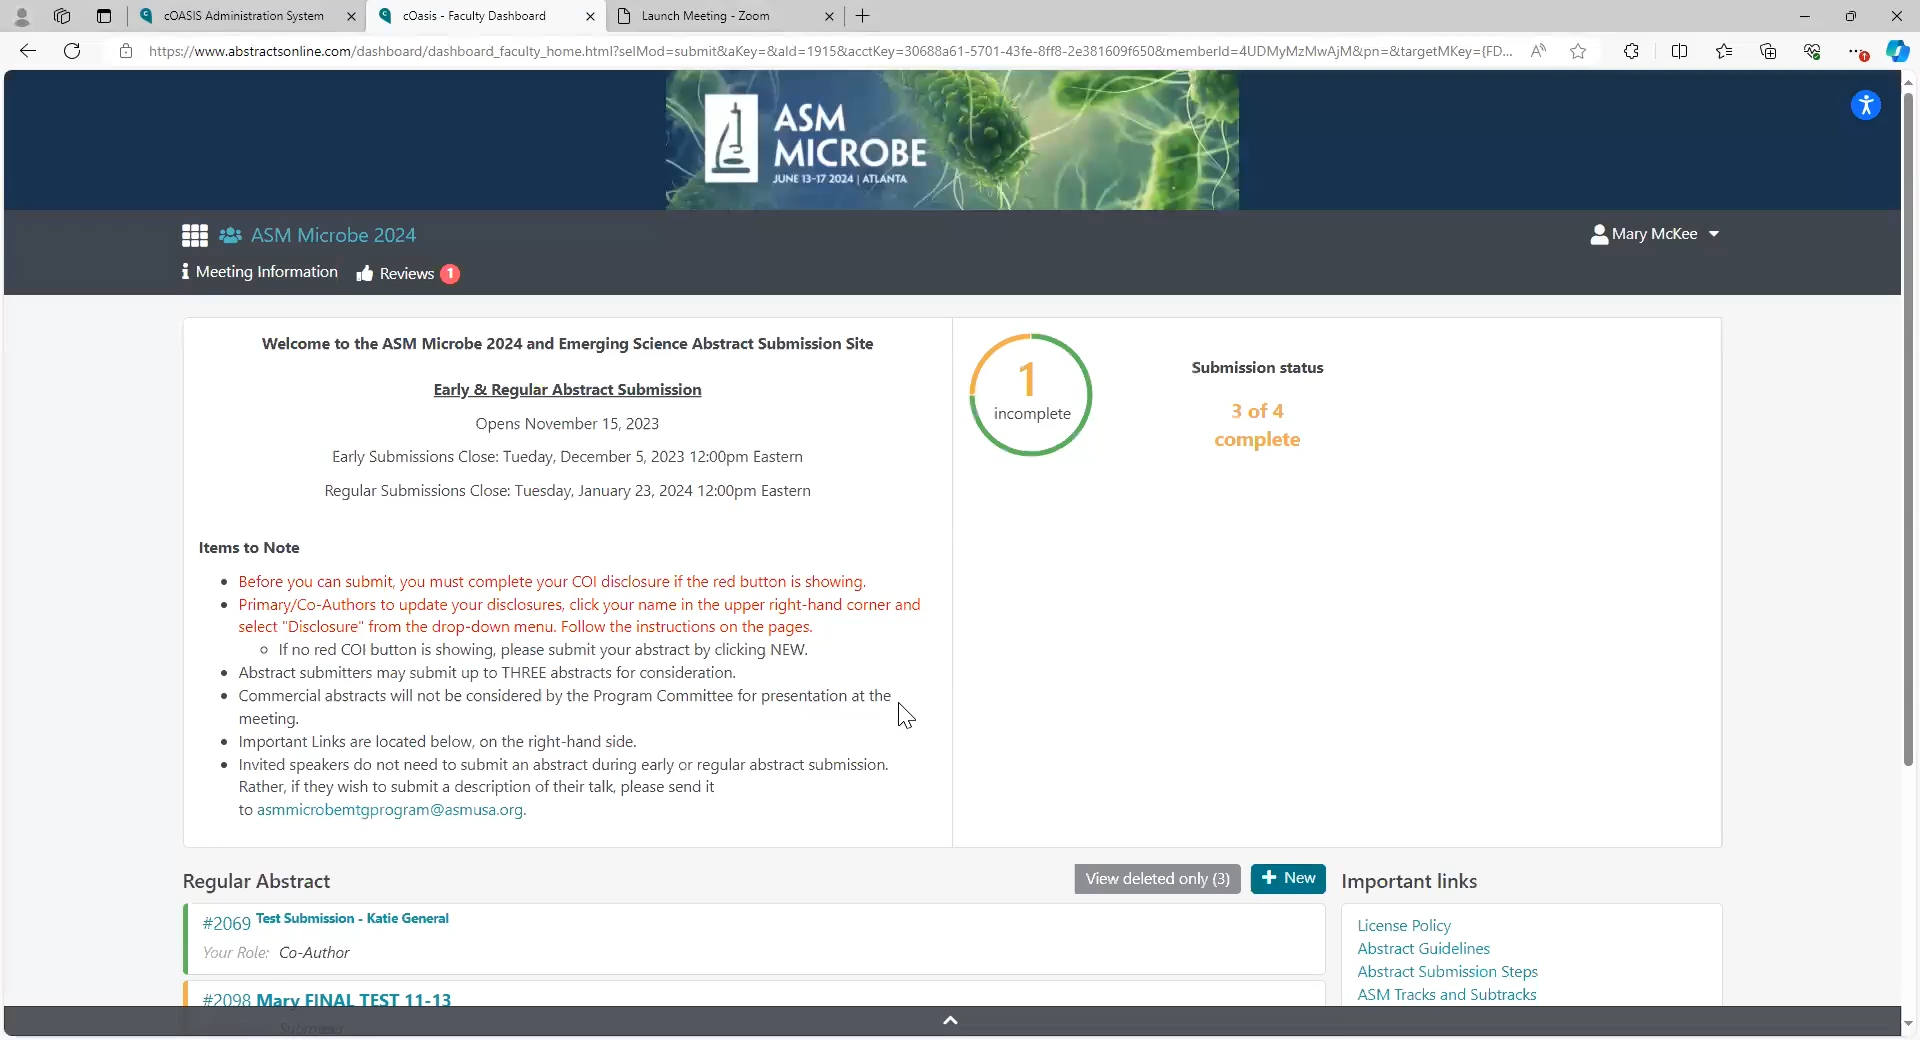 cOASIS Administration System
cOasis - Faculty Dashboard
Launch Meeting - Zoom
https://www.abstractsonline.com/dashboard/dashboard_faculty_home.html?selMod=submit&aKey=&aId=1915&acctKey=30688a61-5701-43fe-8ff8-2e381609f650&memberId=4UDMyMzMwAjM&pn=&targetMKey={FD...
ASM
MICROBE
JUNE 13-17 2024 | ATLANTA
ASM Microbe 2024
Mary McKee
Meeting Information
Reviews 1
Welcome to the ASM Microbe 2024 and Emerging Science Abstract Submission Site
Early & Regular Abstract Submission
Opens November 15, 2023
Early Submissions Close: Tueday, December 5, 2023 12:00pm Eastern
Regular Submissions Close: Tuesday, January 23, 2024 12:00pm Eastern
Items to Note
Before you can submit, you must complete your COI disclosure if the red button is showing.
Primary/Co-Authors to update your disclosures, click your name in the upper right-hand corner and
select "Disclosure" from the drop-down menu. Follow the instructions on the pages.
If no red COI button is showing, please submit your abstract by clicking NEW.
Abstract submitters may submit up to THREE abstracts for consideration.
Commercial abstracts will not be considered by the Program Committee for presentation at the
meeting.
Important Links are located below, on the right-hand side.
Invited speakers do not need to submit an abstract during early or regular abstract submission.
Rather, if they wish to submit a description of their talk, please send it
to asmmicrobemtgprogram@asmusa.org.
1
incomplete
Submission status
3 of 4
complete
Regular Abstract
View deleted only (3)
New
#2069 Test Submission - Katie General
Your Role: Co-Author
#2098 Mary FINAL TEST 11-13
Submitter
Important links
License Policy
Abstract Guidelines
Abstract Submission Steps
ASM Tracks and Subtracks